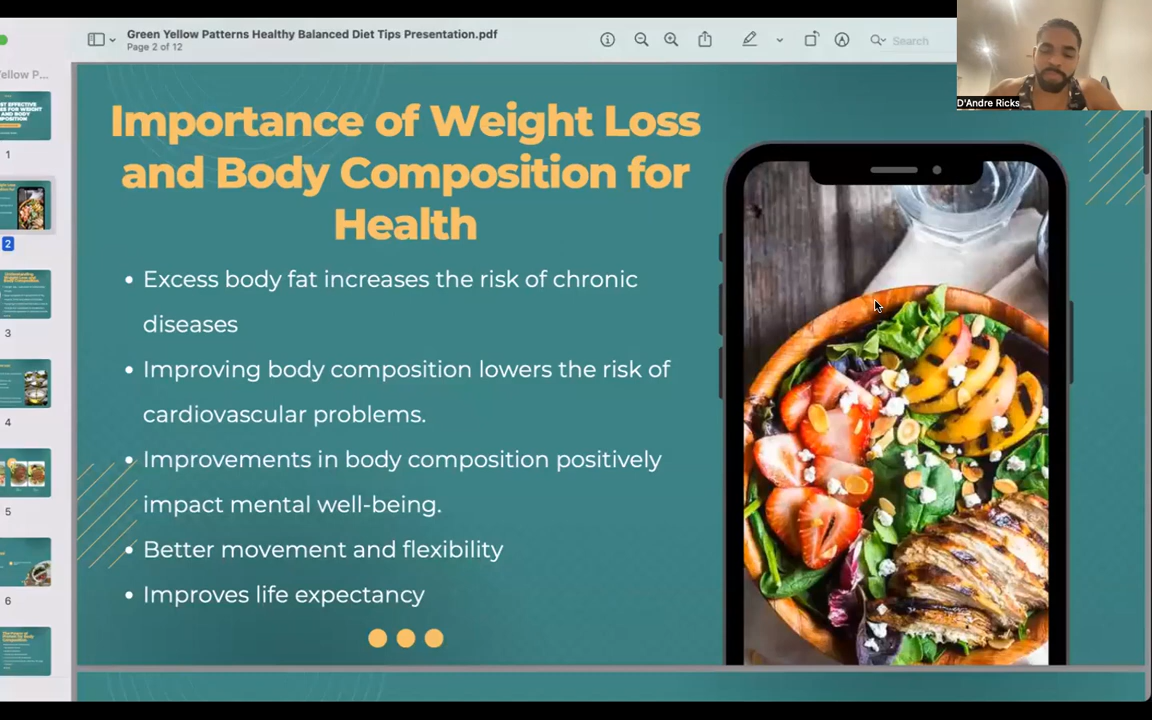 Green Yellow Patterns Healthy Balanced Diet Tips Presentation.pdf
Page 2 of 12
Search
D'Andre Ricks
ellow P...
1
2
3
4
5
6
Importance of Weight Loss
and Body Composition for
Health
• Excess body fat increases the risk of chronic
diseases
• Improving body composition lowers the risk of
cardiovascular problems.
• Improvements in body composition positively
impact mental well-being.
• Better movement and flexibility
• Improves life expectancy